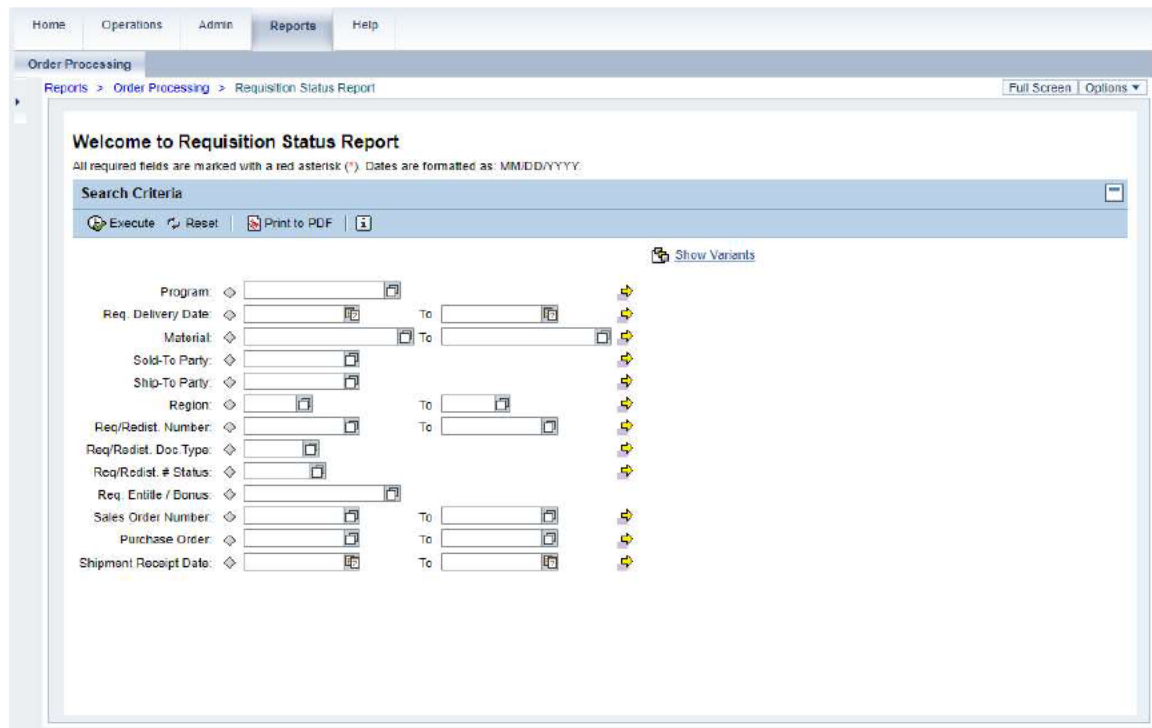 Home Operations Admin Reports Help
Order Processing
Reports > Order Processing > Requisition Status Report Full Screen Options
Welcome to Requisition Status Report
All required fields are marked with a red asterisk (*). Dates are formatted as: MM/DD/YYYY.
Search Criteria
Execute Reset Print to PDF
Show Variants
Program:
Req. Delivery Date: To
Material: To
Sold-To Party:
Ship-To Party:
Region: To
Req/Redist. Number: To
Req/Redist. Doc.Type:
Req/Redist. # Status:
Req. Entitle / Bonus:
Sales Order Number: To
Purchase Order: To
Shipment Receipt Date: To